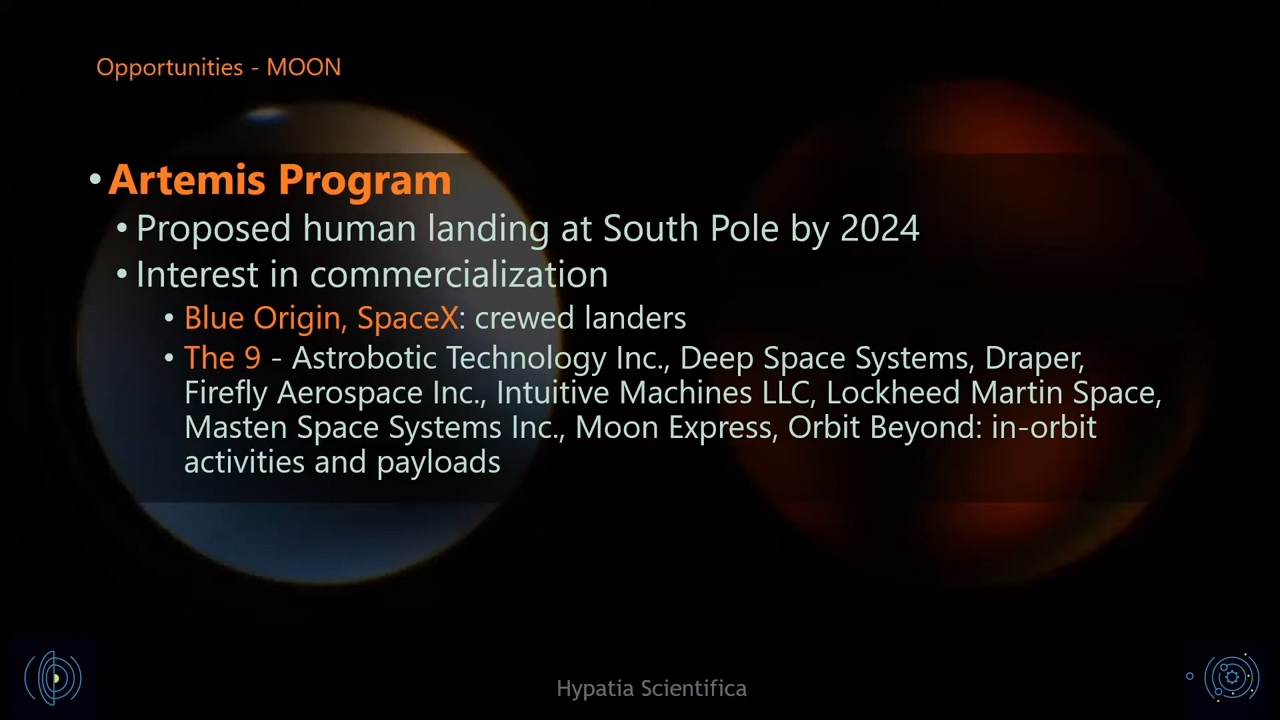 Opportunities - MOON
•Artemis Program
•Proposed human landing at South Pole by 2024
•Interest in commercialization
•Blue Origin, SpaceX: crewed landers
•The 9 - Astrobotic Technology Inc., Deep Space Systems, Draper,
Firefly Aerospace Inc., Intuitive Machines LLC, Lockheed Martin Space,
Masten Space Systems Inc., Moon Express, Orbit Beyond: in-orbit
activities and payloads
Hypatia Scientifica